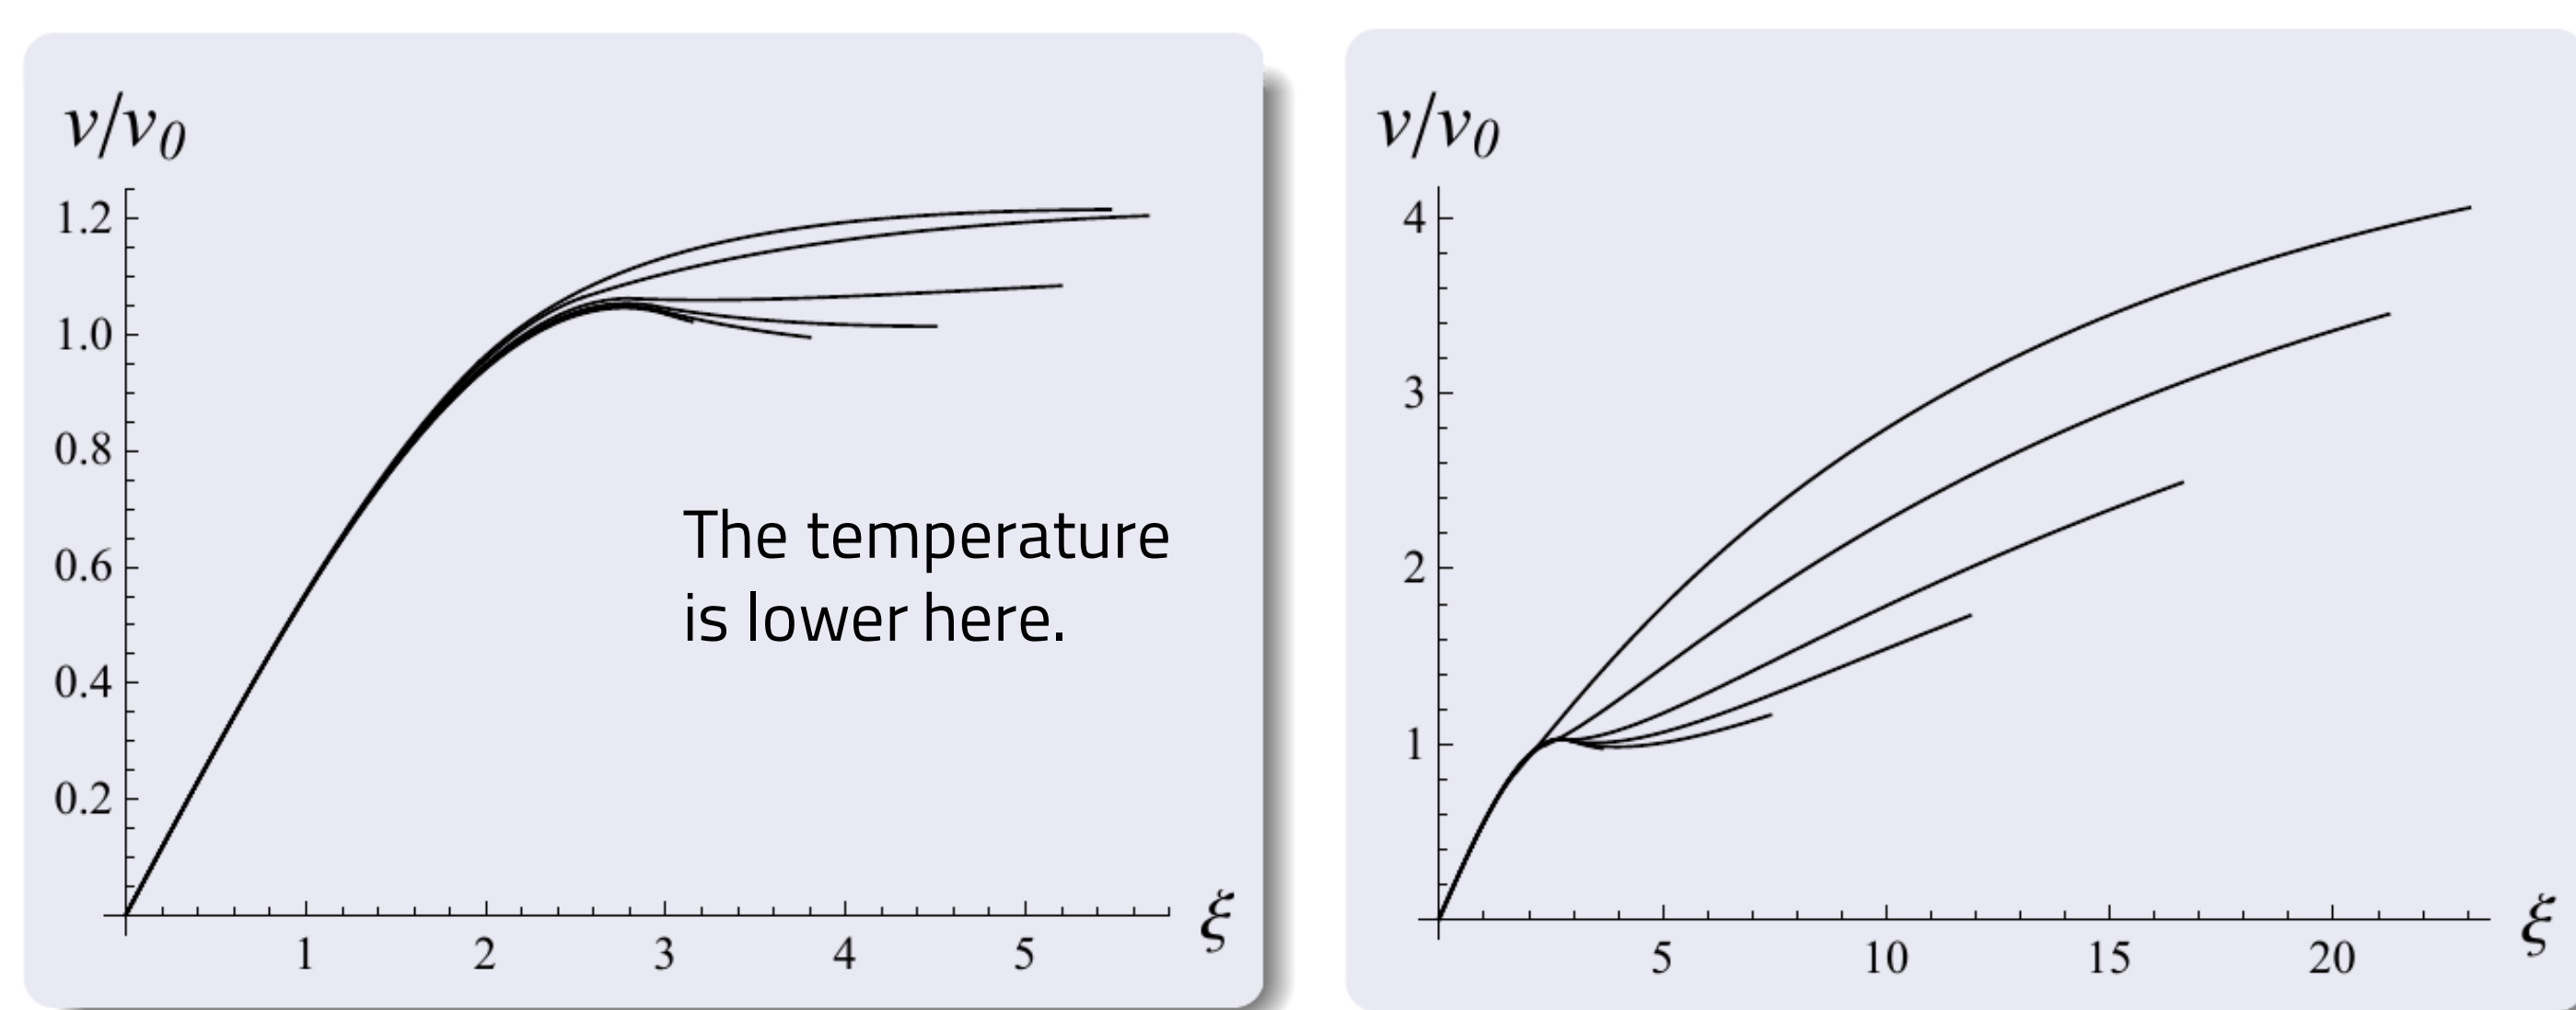 v/v0
1.2
1.0
0.8
0.6
0.4
0.2
The temperature
is lower here.
1 2 3 4 5
ξ
v/v0
4
3
2
1
5 10 15 20
ξ